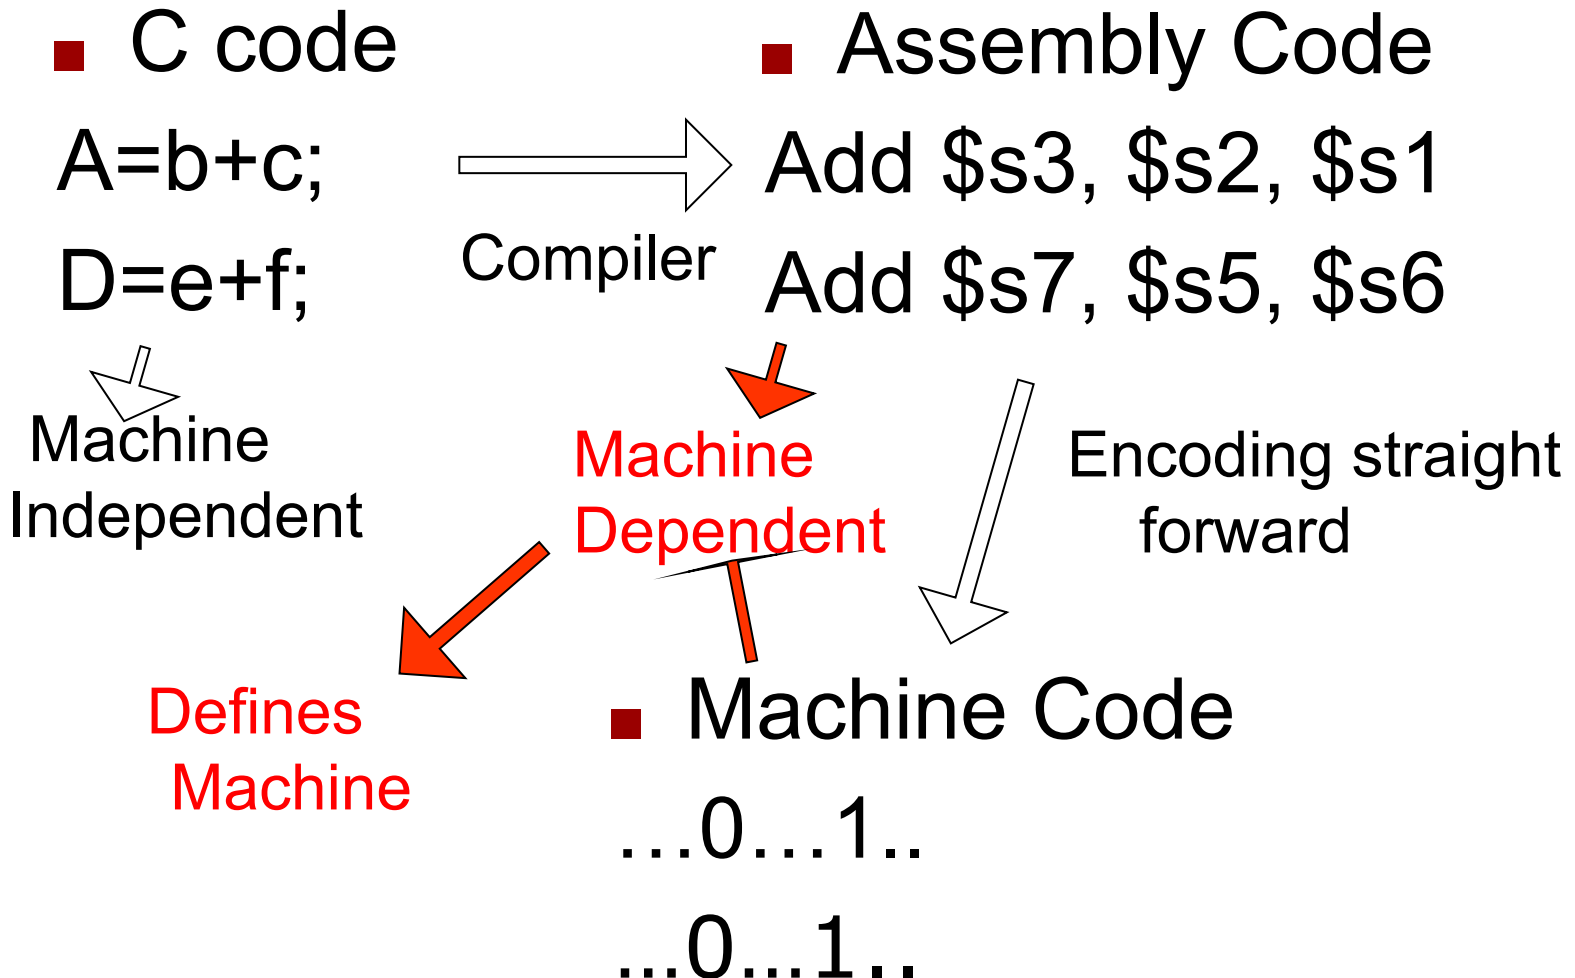 ■ C code
A=b+c;
D=e+f;
Compiler
■ Assembly Code
Add $s3, $s2, $s1
Add $s7, $s5, $s6
Machine
Independent
Machine
Dependent
Encoding straight
forward
Defines
Machine
■ Machine Code
…0…1..
...0...1..